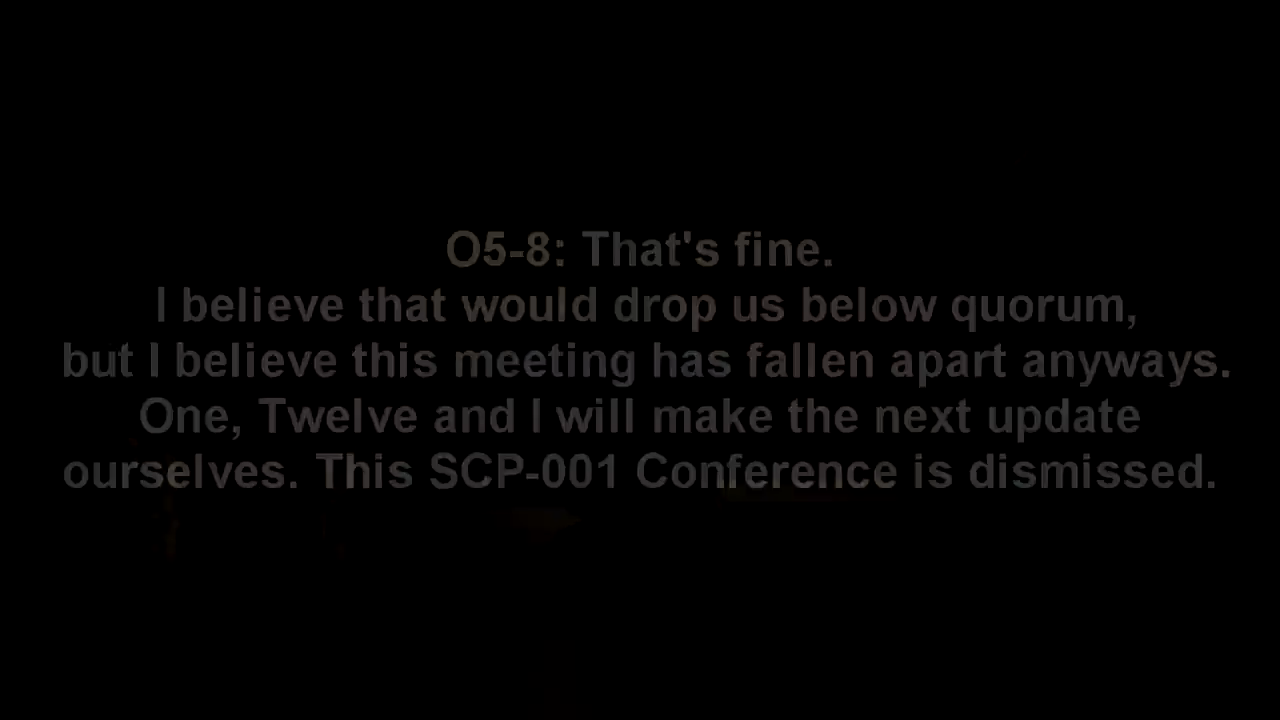 O5-8: That's fine.
I believe that would drop us below quorum,
but I believe this meeting has fallen apart anyways.
One, Twelve and I will make the next update
ourselves. This SCP-001 Conference is dismissed.